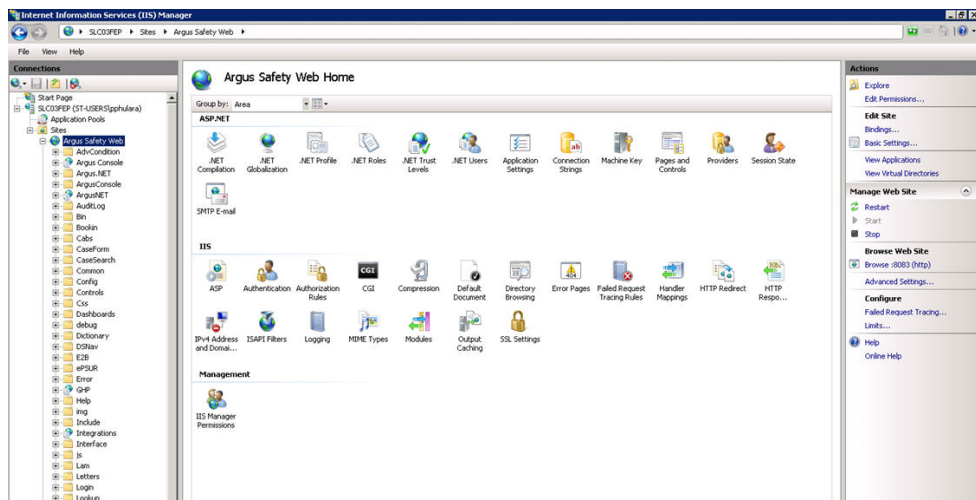 Internet Information Services (IIS) Manager
SLC03FEP Sites Argus Safety Web
File View Help
Connections
Start Page
SLC03FEP (ST-USERS\pphulara)
Application Pools
Sites
Argus Safety Web
AdvCondition
Argus Console
Argus.NET
ArgusConsole
ArgusNET
AuditLog
Bin
Bookin
Cabs
CaseForm
CaseSearch
Common
Config
Controls
Css
Dashboards
debug
Dictionary
DSNav
E2B
ePSUR
Error
GHP
Help
img
Include
Integrations
Interface
js
Lam
Letters
Login
Lookup
Argus Safety Web Home
Group by: Area
ASP.NET
.NET Compilation
.NET Globalization
.NET Profile
.NET Roles
.NET Trust Levels
.NET Users
Application Settings
Connection Strings
Machine Key
Pages and Controls
Providers
Session State
SMTP E-mail
IIS
ASP
Authentication
Authorization Rules
CGI
Compression
Default Document
Directory Browsing
Error Pages
Failed Request Tracing Rules
Handler Mappings
HTTP Redirect
HTTP Respo...
IPv4 Address and Domai...
ISAPI Filters
Logging
MIME Types
Modules
Output Caching
SSL Settings
Management
IIS Manager Permissions
Actions
Explore
Edit Permissions...
Edit Site
Bindings...
Basic Settings...
View Applications
View Virtual Directories
Manage Web Site
Restart
Start
Stop
Browse Web Site
Browse :8083 (http)
Advanced Settings...
Configure
Failed Request Tracing...
Limits...
Help
Online Help